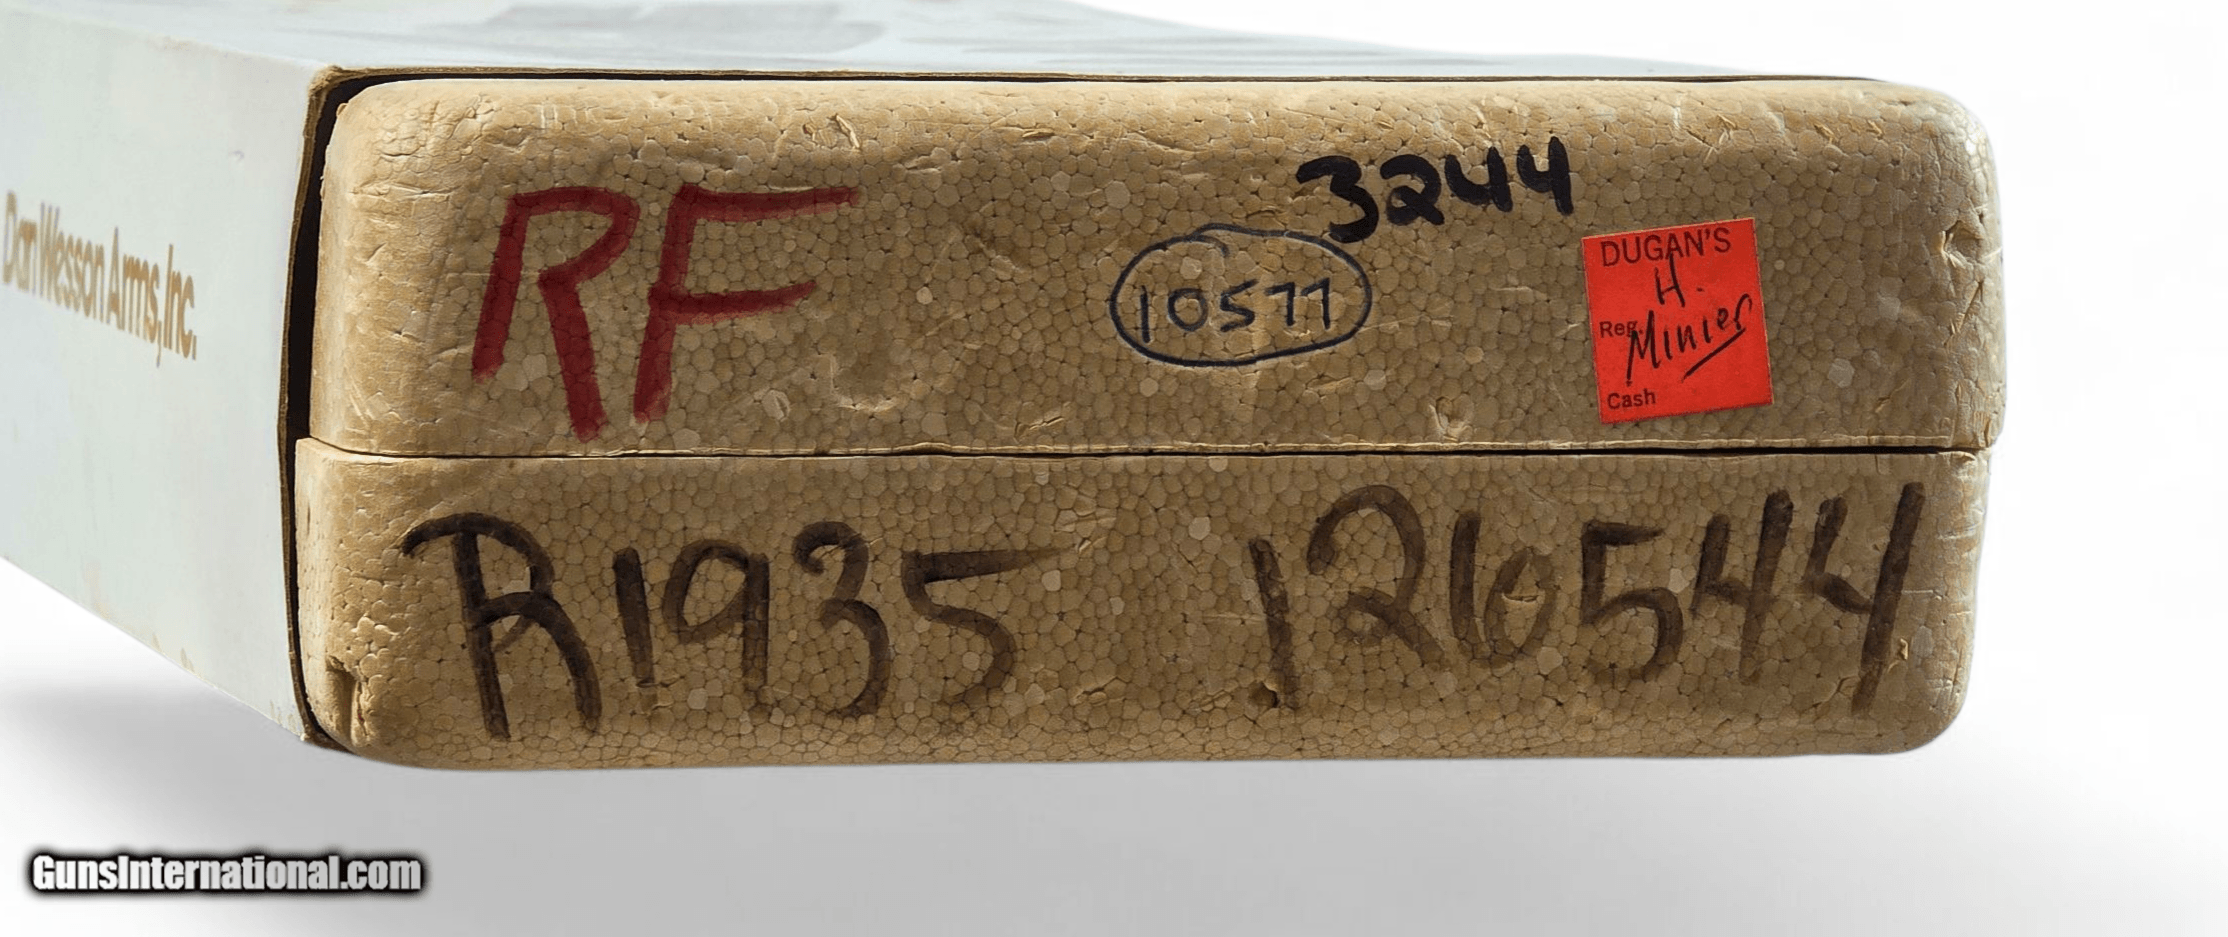 Dan Wesson Arms, Inc.
RF
3244
10577
DUGAN'S
H.
Reg. Minier
Cash
R1935 126544
GunsInternational.com